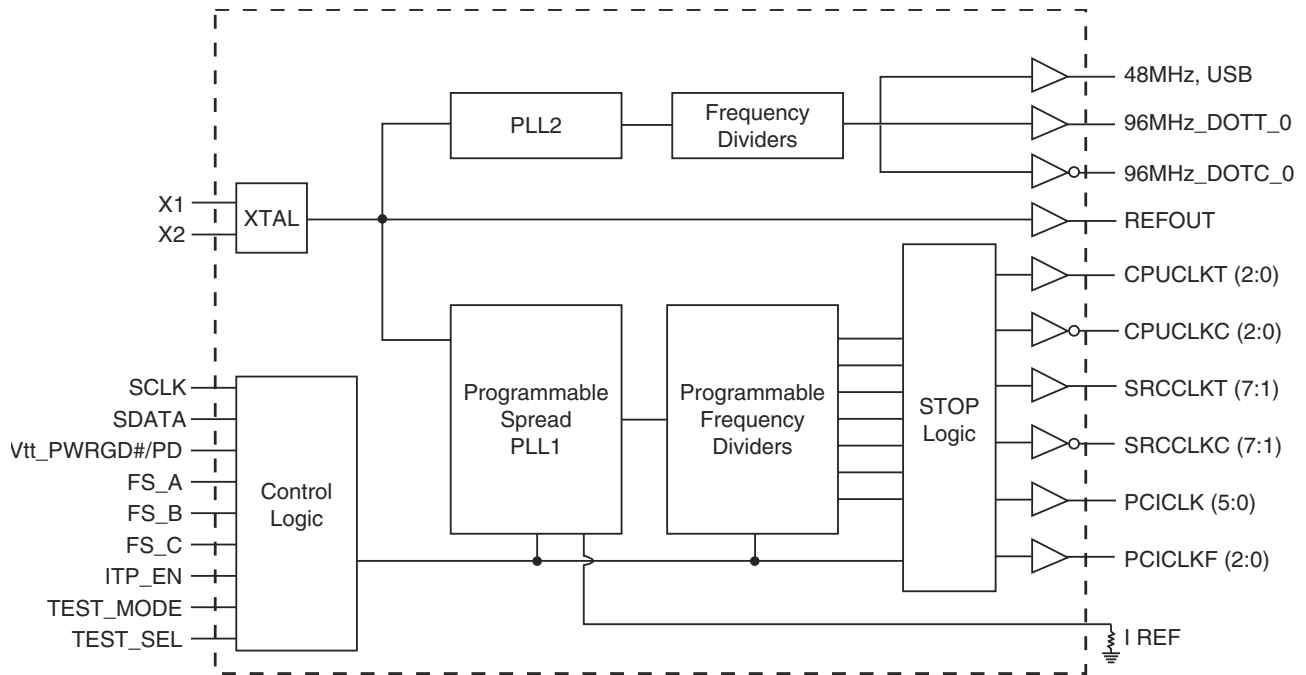 48MHz, USB
PLL2
Frequency
Dividers
96MHz_DOTT_0
96MHz_DOTC_0
X1
X2
XTAL
REFOUT
CPUCLKT (2:0)
CPUCLKC (2:0)
SCLK
SDATA
Vtt_PWRGD#/PD
FS_A
FS_B
FS_C
ITP_EN
TEST_MODE
TEST_SEL
Control
Logic
Programmable
Spread
PLL1
Programmable
Frequency
Dividers
STOP
Logic
SRCCLKT (7:1)
SRCCLKC (7:1)
PCICLK (5:0)
PCICLKF (2:0)
I REF